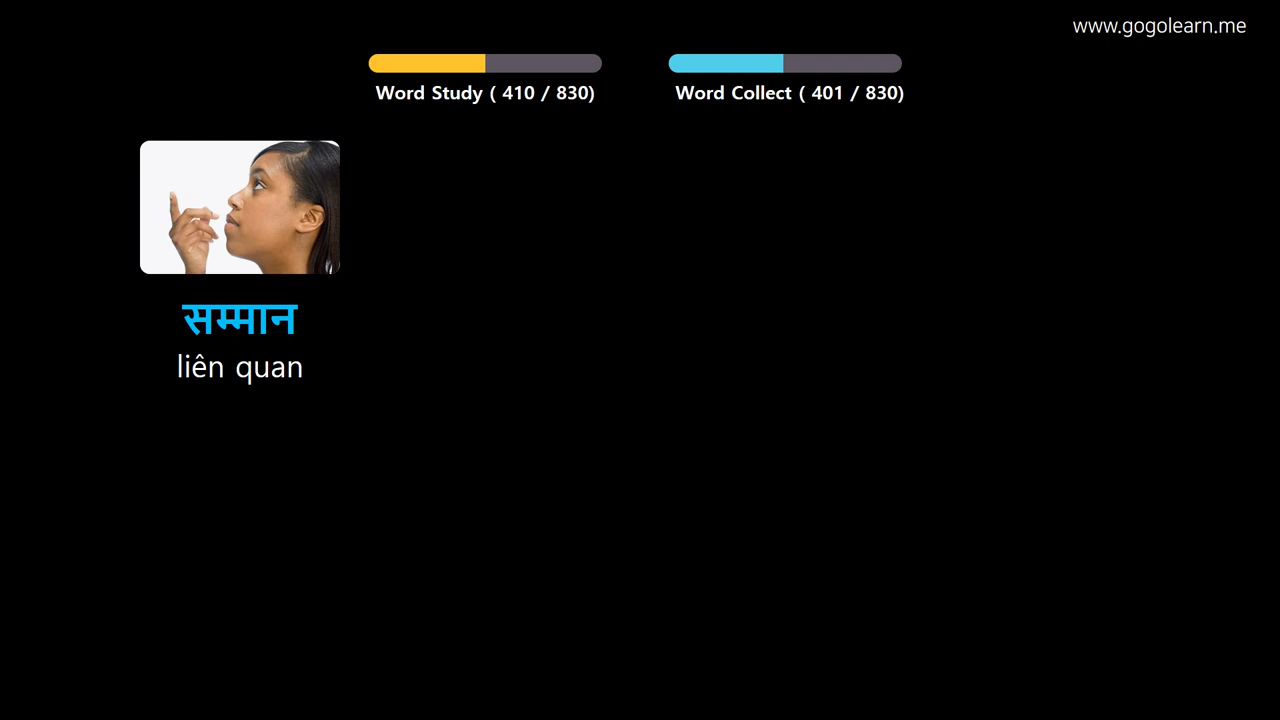 www.gogolearn.me
Word Study ( 410 / 830)
Word Collect ( 401 / 830)
सम्मान
liên quan